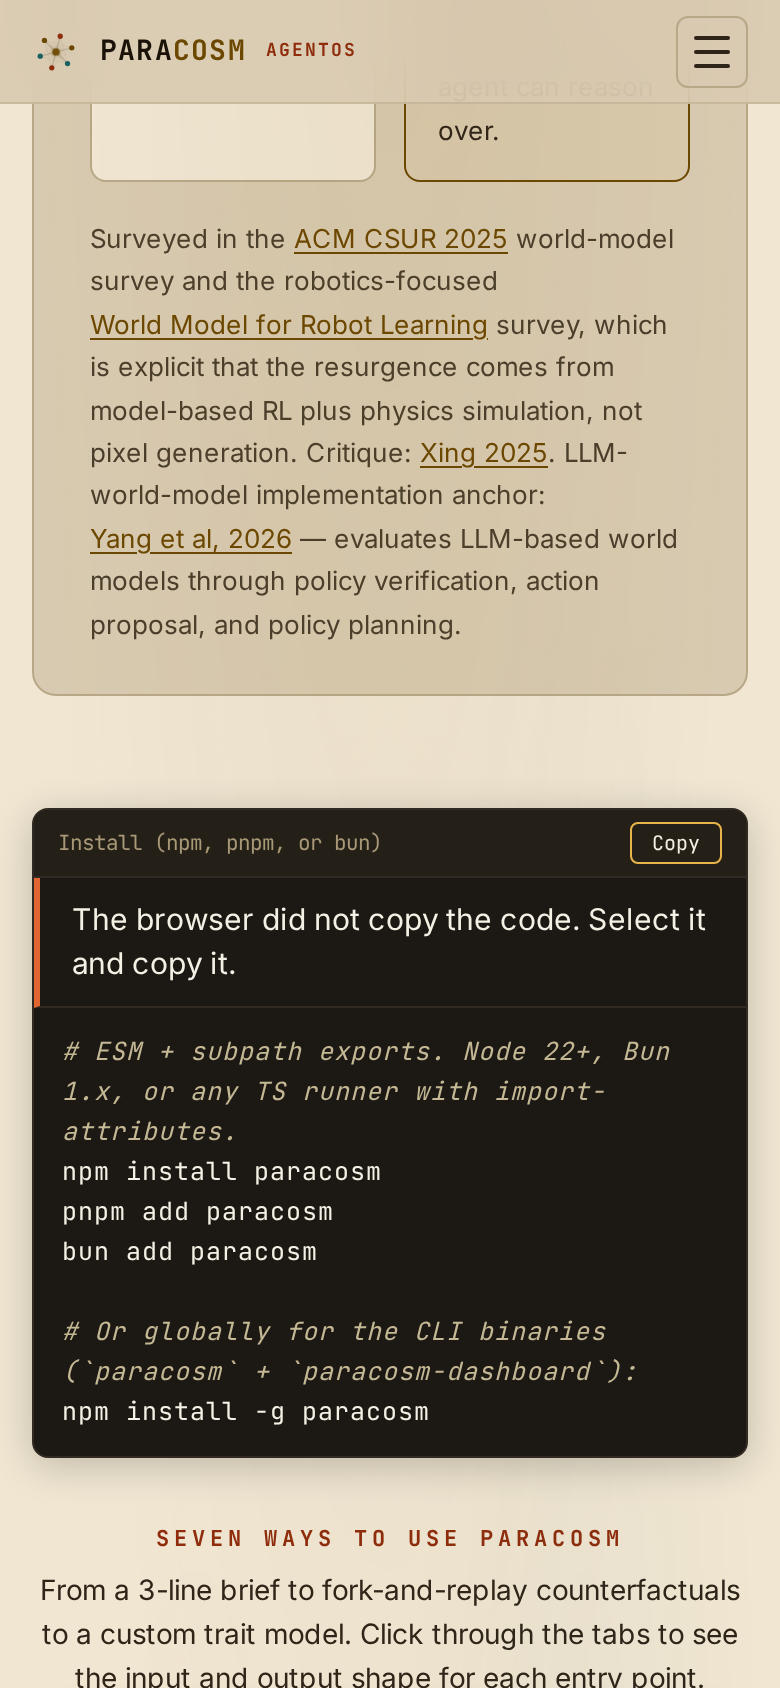 PARACOSM AGENTOS
agent can reason
over.
Surveyed in the ACM CSUR 2025 world-model
survey and the robotics-focused
World Model for Robot Learning survey, which
is explicit that the resurgence comes from
model-based RL plus physics simulation, not
pixel generation. Critique: Xing 2025. LLM-
world-model implementation anchor:
Yang et al, 2026 — evaluates LLM-based world
models through policy verification, action
proposal, and policy planning.
Install (npm, pnpm, or bun)
Copy
The browser did not copy the code. Select it
and copy it.
# ESM + subpath exports. Node 22+, Bun
1.x, or any TS runner with import-
attributes.
npm install paracosm
pnpm add paracosm
bun add paracosm
# Or globally for the CLI binaries
(`paracosm` + `paracosm-dashboard`):
npm install -g paracosm
SEVEN WAYS TO USE PARACOSM
From a 3-line brief to fork-and-replay counterfactuals
to a custom trait model. Click through the tabs to see
the input and output shape for each entry point.